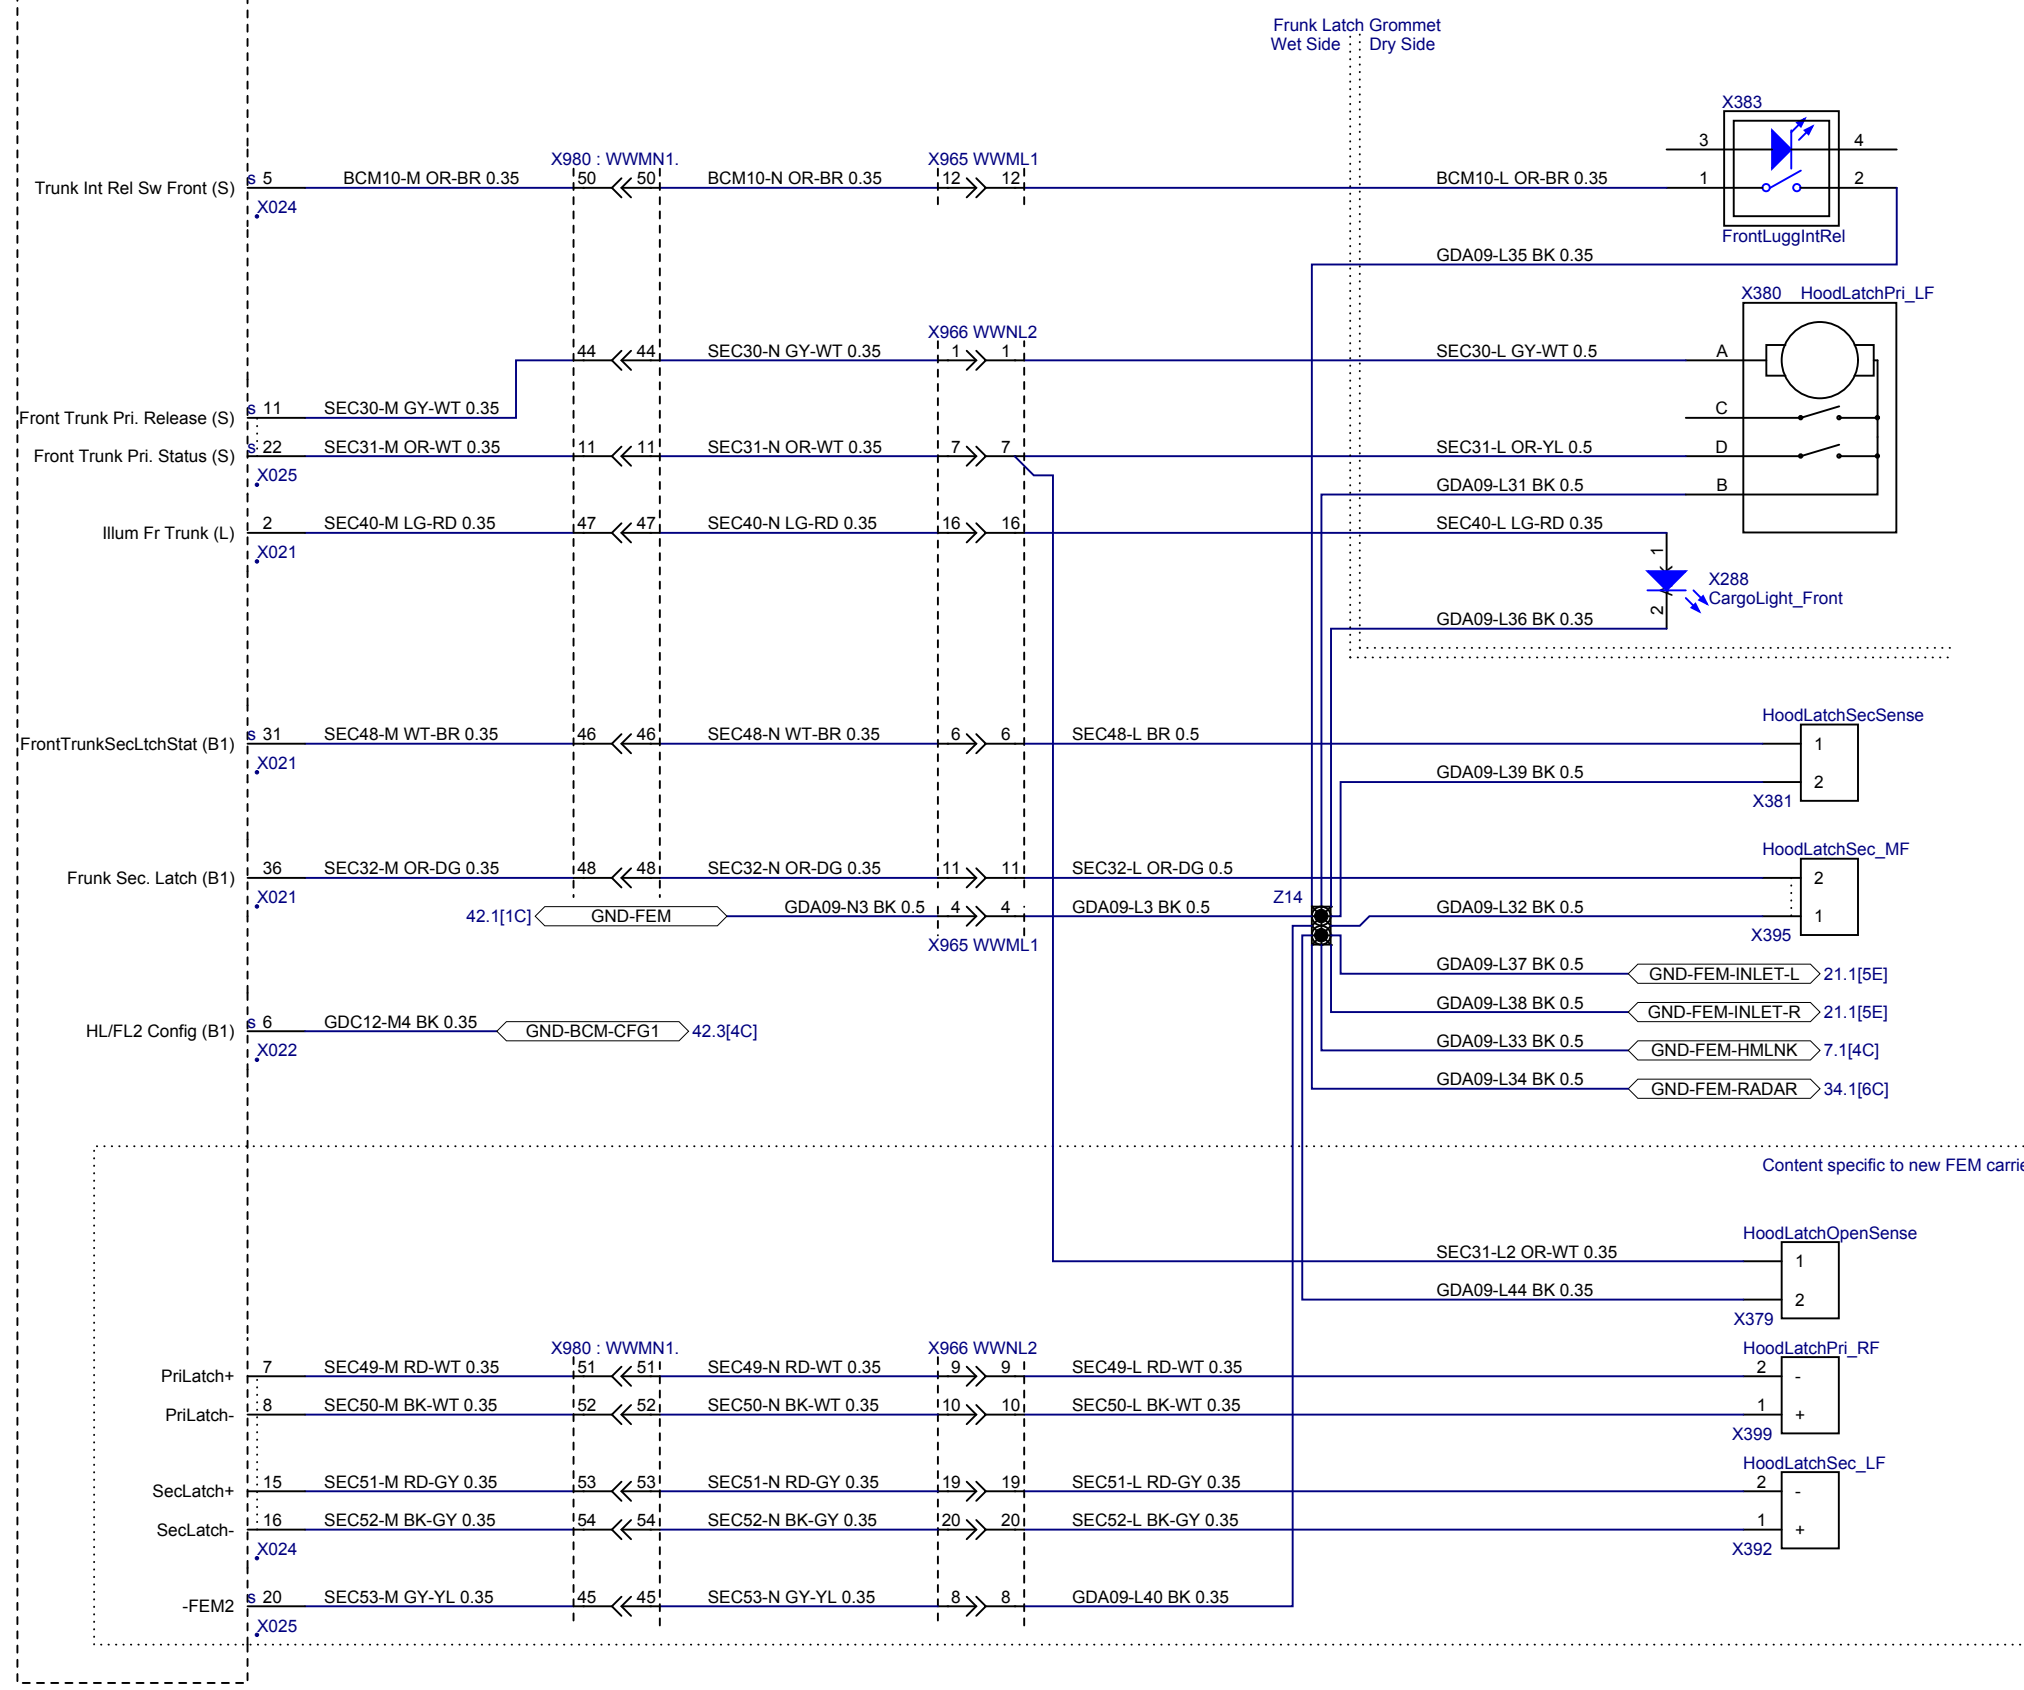 Frunk Latch Grommet
Wet Side Dry Side
X383
3 4
X980 : WWMN1. X965 WWML1
Trunk Int Rel Sw Front (S) s 5 BCM10-M OR-BR 0.35 50 50 BCM10-N OR-BR 0.35 12 12 BCM10-L OR-BR 0.35 1 2
X024
FrontLuggIntRel
GDA09-L35 BK 0.35
X380 HoodLatchPri_LF
X966 WWNL2
44 44 SEC30-N GY-WT 0.35 1 1 SEC30-L GY-WT 0.5 A
Front Trunk Pri. Release (S) s 11 SEC30-M GY-WT 0.35 C
Front Trunk Pri. Status (S) s 22 SEC31-M OR-WT 0.35 11 11 SEC31-N OR-WT 0.35 7 7 SEC31-L OR-YL 0.5 D
X025
GDA09-L31 BK 0.5 B
Illum Fr Trunk (L) 2 SEC40-M LG-RD 0.35 47 47 SEC40-N LG-RD 0.35 16 16 SEC40-L LG-RD 0.35
X021
1
X288
CargoLight_Front
2
GDA09-L36 BK 0.35
HoodLatchSecSense
FrontTrunkSecLtchStat (B1) s 31 SEC48-M WT-BR 0.35 46 46 SEC48-N WT-BR 0.35 6 6 SEC48-L BR 0.5 1
X021
GDA09-L39 BK 0.5 2
X381
HoodLatchSec_MF
Frunk Sec. Latch (B1) 36 SEC32-M OR-DG 0.35 48 48 SEC32-N OR-DG 0.35 11 11 SEC32-L OR-DG 0.5 2
X021
Z14
42.1[1C] GND-FEM GDA09-N3 BK 0.5 4 4 GDA09-L3 BK 0.5 GDA09-L32 BK 0.5 1
X965 WWML1 X395
GDA09-L37 BK 0.5 GND-FEM-INLET-L 21.1[5E]
GDA09-L38 BK 0.5 GND-FEM-INLET-R 21.1[5E]
HL/FL2 Config (B1) s 6 GDC12-M4 BK 0.35 GND-BCM-CFG1 42.3[4C]
X022
GDA09-L33 BK 0.5 GND-FEM-HMLNK 7.1[4C]
GDA09-L34 BK 0.5 GND-FEM-RADAR 34.1[6C]
Content specific to new FEM carrie
HoodLatchOpenSense
SEC31-L2 OR-WT 0.35 1
GDA09-L44 BK 0.35 2
X379
X980 : WWMN1. X966 WWNL2 HoodLatchPri_RF
PriLatch+ 7 SEC49-M RD-WT 0.35 51 51 SEC49-N RD-WT 0.35 9 9 SEC49-L RD-WT 0.35 2 -
PriLatch- 8 SEC50-M BK-WT 0.35 52 52 SEC50-N BK-WT 0.35 10 10 SEC50-L BK-WT 0.35 1 +
X399
HoodLatchSec_LF
SecLatch+ 15 SEC51-M RD-GY 0.35 53 53 SEC51-N RD-GY 0.35 19 19 SEC51-L RD-GY 0.35 2 -
SecLatch- 16 SEC52-M BK-GY 0.35 54 54 SEC52-N BK-GY 0.35 20 20 SEC52-L BK-GY 0.35 1 +
X024 X392
-FEM2 s 20 SEC53-M GY-YL 0.35 45 45 SEC53-N GY-YL 0.35 8 8 GDA09-L40 BK 0.35
X025